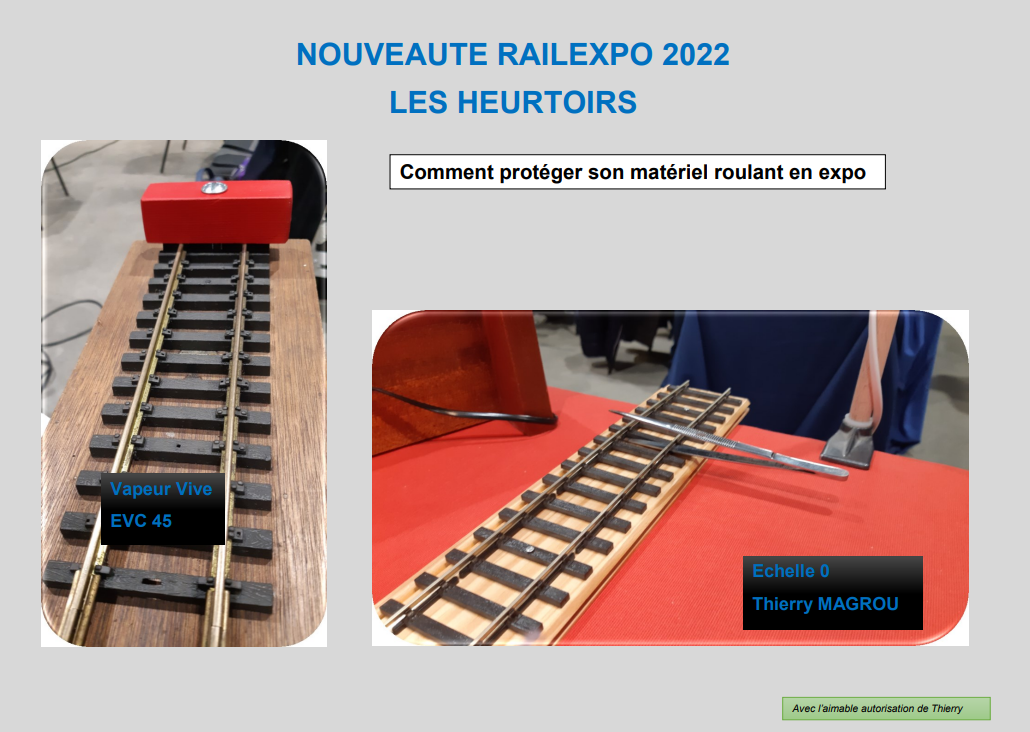 NOUVEAUTE RAILEXPO 2022
LES HEURTOIRS
Comment protéger son matériel roulant en expo
Vapeur Vive
EVC 45
Echelle 0
Thierry MAGROU
Avec l'aimable autorisation de Thierry